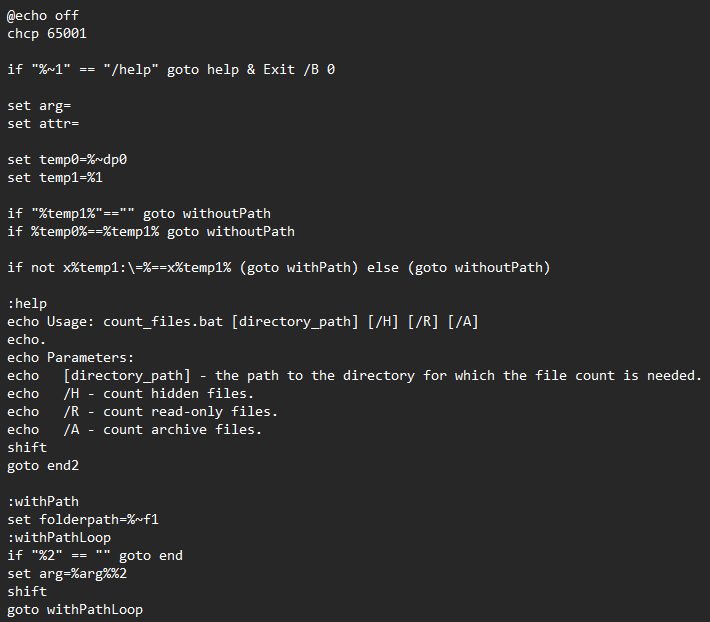 @echo off
chcp 65001

if "%~1" == "/help" goto help & Exit /B 0

set arg=
set attr=

set temp0=%~dp0
set temp1=%1

if "%temp1%"=="" goto withoutPath
if %temp0%==%temp1% goto withoutPath

if not x%temp1:\=%==x%temp1% (goto withPath) else (goto withoutPath)

:help
echo Usage: count_files.bat [directory_path] [/H] [/R] [/A]
echo.
echo Parameters:
echo   [directory_path] - the path to the directory for which the file count is needed.
echo   /H - count hidden files.
echo   /R - count read-only files.
echo   /A - count archive files.
shift
goto end2

:withPath
set folderpath=%~f1
:withPathLoop
if "%2" == "" goto end
set arg=%arg%%2
shift
goto withPathLoop